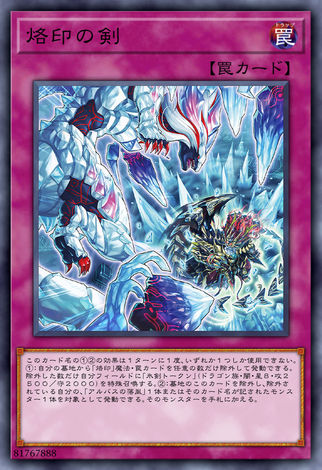 烙印の剣
トラップ
罠
【罠カード】
このカード名の①②の効果は1ターンに1度、いずれか1つしか使用できない。
①:自分の墓地から「烙印」魔法・罠カードを任意の数だけ除外して発動できる。
除外した数だけ自分フィールドに「氷剣トークン」(ドラゴン族・闇・星8・攻2
500/守2000)を特殊召喚する。②:墓地のこのカードを除外し、除外され
ている自分の、「アルバスの落胤」1体またはそのカード名が記されたモンス
ター1体を対象として発動できる。そのモンスターを手札に加える。
81767888